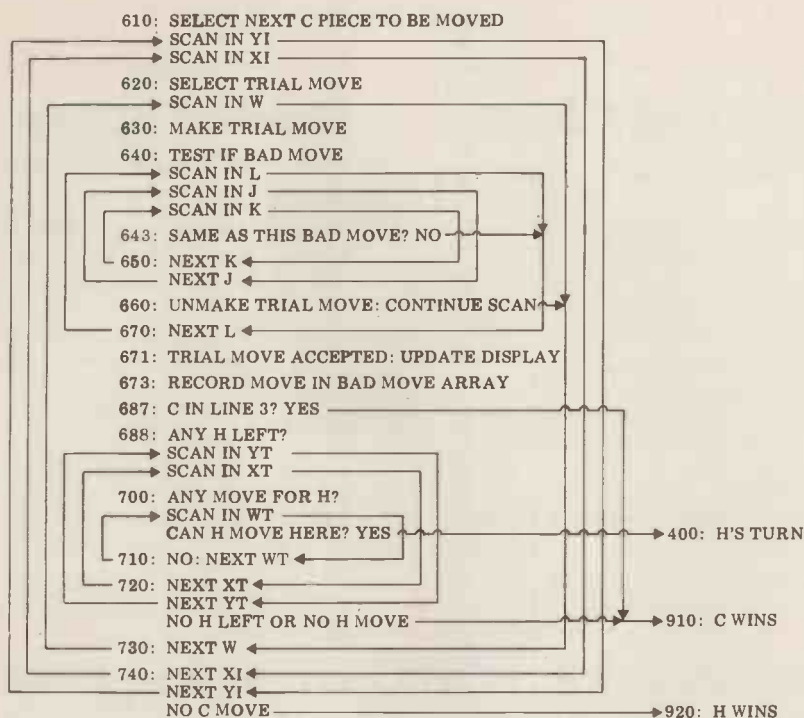 610: SELECT NEXT C PIECE TO BE MOVED
SCAN IN YI
SCAN IN XI
620: SELECT TRIAL MOVE
SCAN IN W
630: MAKE TRIAL MOVE
640: TEST IF BAD MOVE
SCAN IN L
SCAN IN J
SCAN IN K
643: SAME AS THIS BAD MOVE? NO
650: NEXT K
NEXT J
660: UNMAKE TRIAL MOVE: CONTINUE SCAN
670: NEXT L
671: TRIAL MOVE ACCEPTED: UPDATE DISPLAY
673: RECORD MOVE IN BAD MOVE ARRAY
687: C IN LINE 3? YES
688: ANY H LEFT?
SCAN IN YT
SCAN IN XT
700: ANY MOVE FOR H?
SCAN IN WT
CAN H MOVE HERE? YES 400: H'S TURN
710: NO: NEXT WT
720: NEXT XT
NEXT YT
NO H LEFT OR NO H MOVE 910: C WINS
730: NEXT W
740: NEXT XI
NEXT YI
NO C MOVE 920: H WINS